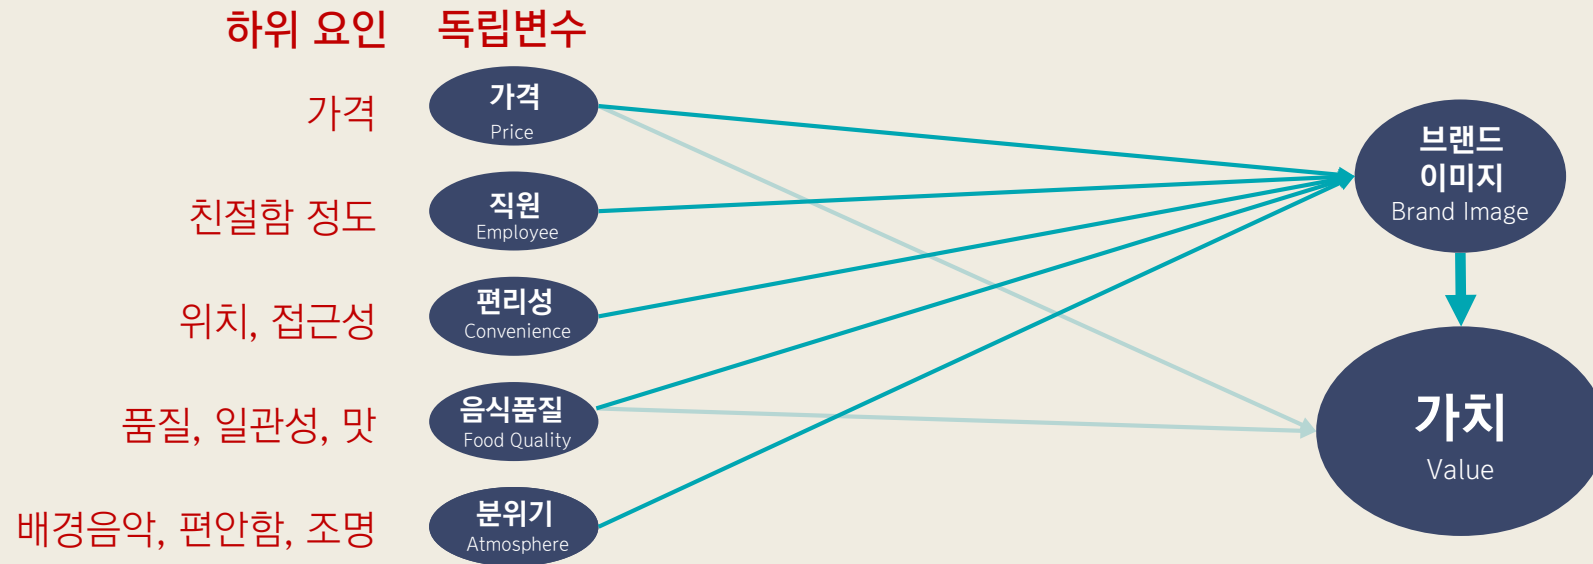 하위 요인 독립변수
가격
가격
Price
친절함 정도
직원
Employee
위치, 접근성
편리성
Convenience
품질, 일관성, 맛
음식품질
Food Quality
배경음악, 편안함, 조명
분위기
Atmosphere
브랜드
이미지
Brand Image
가치
Value